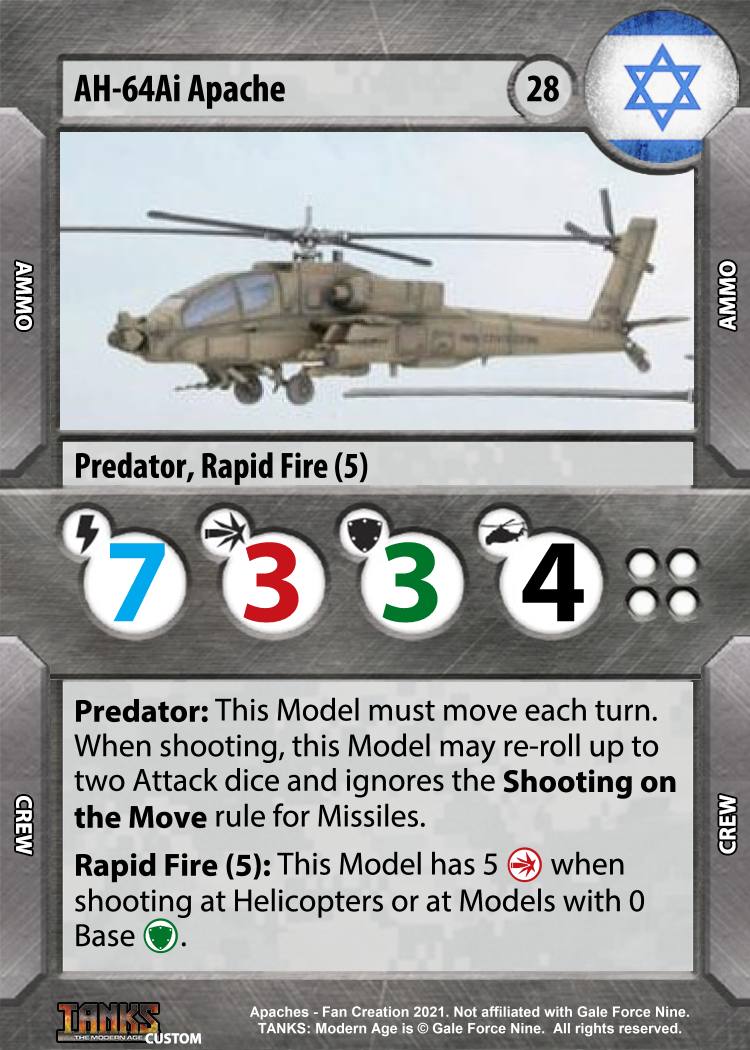 AH-64Ai Apache
28
AMMO
AMMO
Predator, Rapid Fire (5)
7 3 3 4
Predator: This Model must move each turn.
When shooting, this Model may re-roll up to
two Attack dice and ignores the Shooting on
the Move rule for Missiles.
Rapid Fire (5): This Model has 5 when
shooting at Helicopters or at Models with 0
Base .
CREW
CREW
TANKS
THE MODERN AGE
CUSTOM
Apaches - Fan Creation 2021. Not affiliated with Gale Force Nine.
TANKS: Modern Age is © Gale Force Nine. All rights reserved.